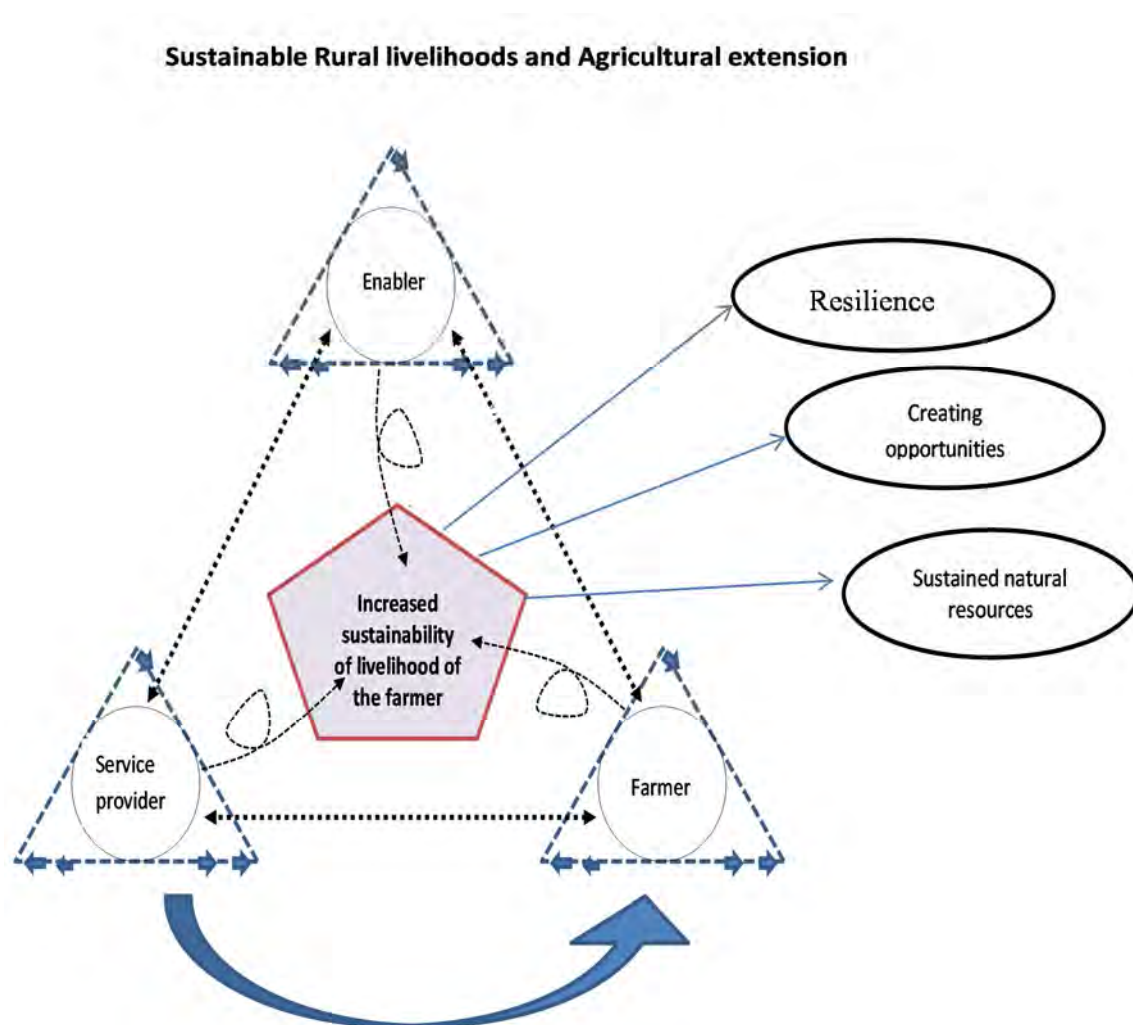 Sustainable Rural livelihoods and Agricultural extension
Enabler
Resilience
Creating
opportunities
Sustained natural
resources
Increased
sustainability
of livelihood of
the farmer
Service
provider
Farmer